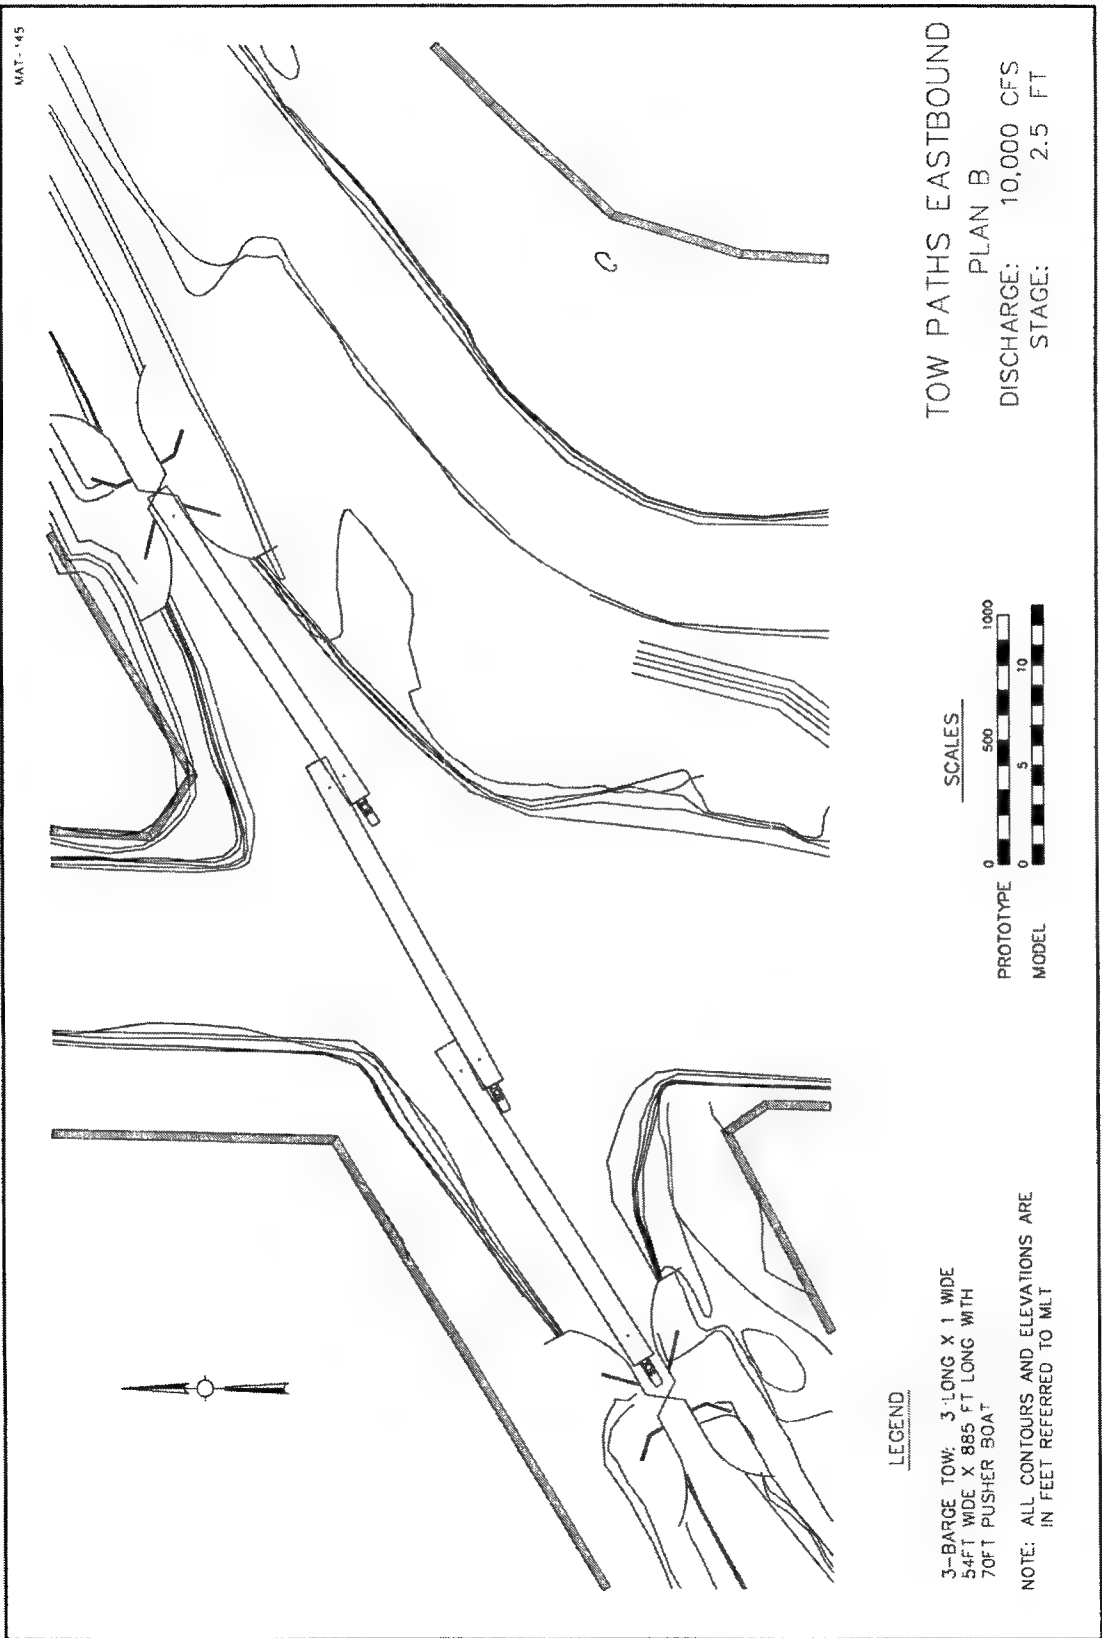 MAT-145
TOW PATHS EASTBOUND
PLAN B
DISCHARGE: 10,000 CFS
STAGE: 2.5 FT
SCALES
PROTOTYPE 0 500 1000
MODEL 0 5 10
LEGEND
3-BARGE TOW: 3 LONG X 1 WIDE
54FT WIDE X 885 FT LONG WITH
70FT PUSHER BOAT
NOTE: ALL CONTOURS AND ELEVATIONS ARE
IN FEET REFERRED TO MLT